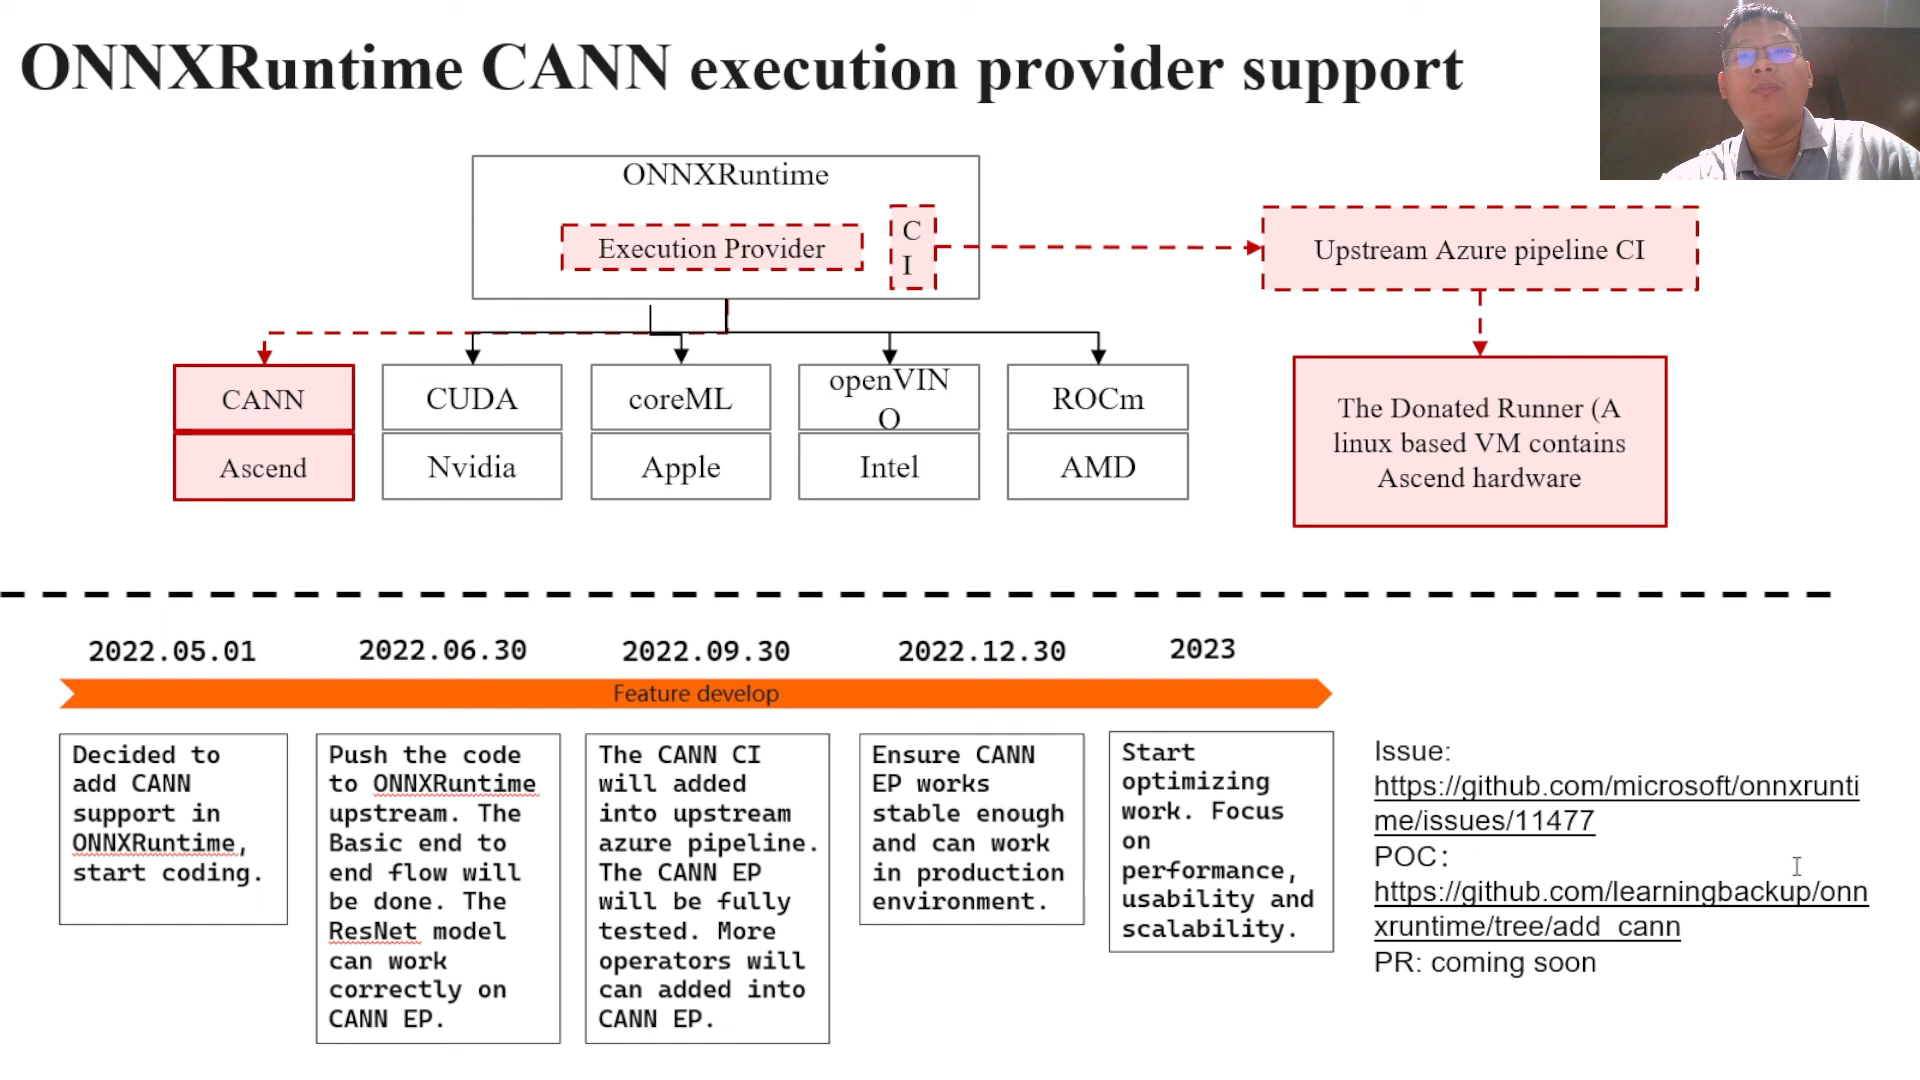 ONNXRuntime CANN execution provider support
ONNXRuntime
Execution Provider
C
I
Upstream Azure pipeline CI
CANN
CUDA
coreML
openVIN
O
ROCm
Ascend
Nvidia
Apple
Intel
AMD
The Donated Runner (A
linux based VM contains
Ascend hardware
2022.05.01
2022.06.30
2022.09.30
2022.12.30
2023
Feature develop
Decided to
add CANN
support in
ONNXRuntime,
start coding.
Push the code
to ONNXRuntime
upstream. The
Basic end to
end flow will
be done. The
ResNet model
can work
correctly on
CANN EP.
The CANN CI
will added
into upstream
azure pipeline.
The CANN EP
will be fully
tested. More
operators will
can added into
CANN EP.
Ensure CANN
EP works
stable enough
and can work
in production
environment.
Start
optimizing
work. Focus
on
performance,
usability and
scalability.
Issue:
https://github.com/microsoft/onnxrunti
me/issues/11477
POC:
https://github.com/learningbackup/onn
xruntime/tree/add_cann
PR: coming soon